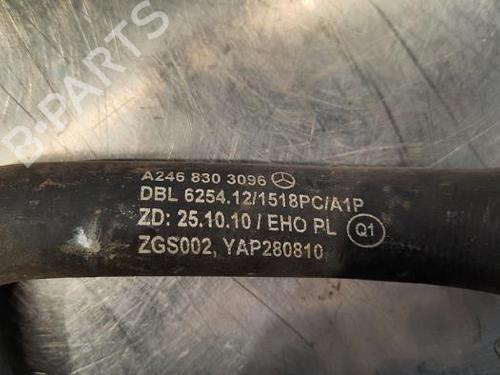 B-PARTS
A246 830 3096
DBL 6254.12/1518PC/A1P
ZD: 25.10.10 / EHO PL
Q1
ZGS002, YAP280810